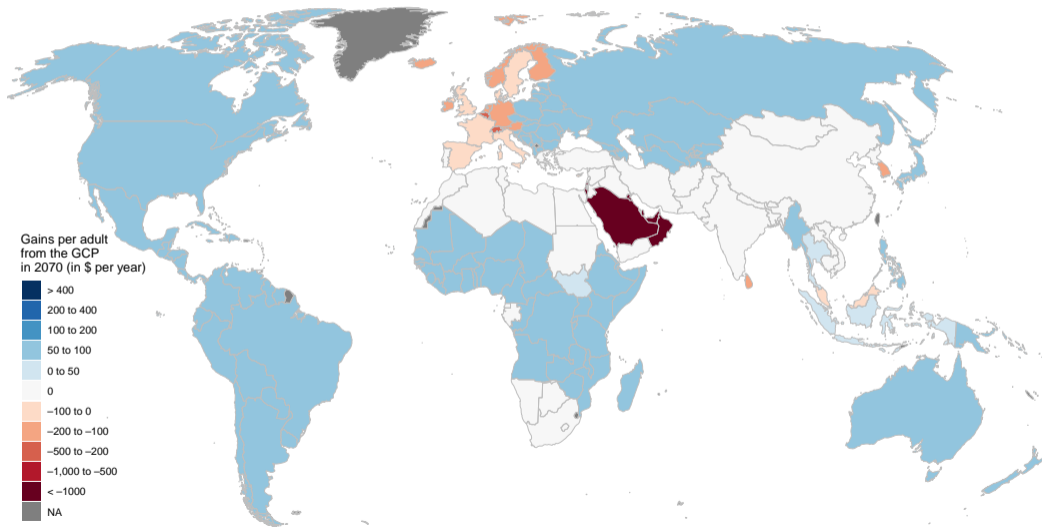 Gains per adult
from the GCP
in 2070 (in $ per year)
> 400
200 to 400
100 to 200
50 to 100
0 to 50
0
–100 to 0
–200 to –100
–500 to –200
–1,000 to –500
< –1000
NA